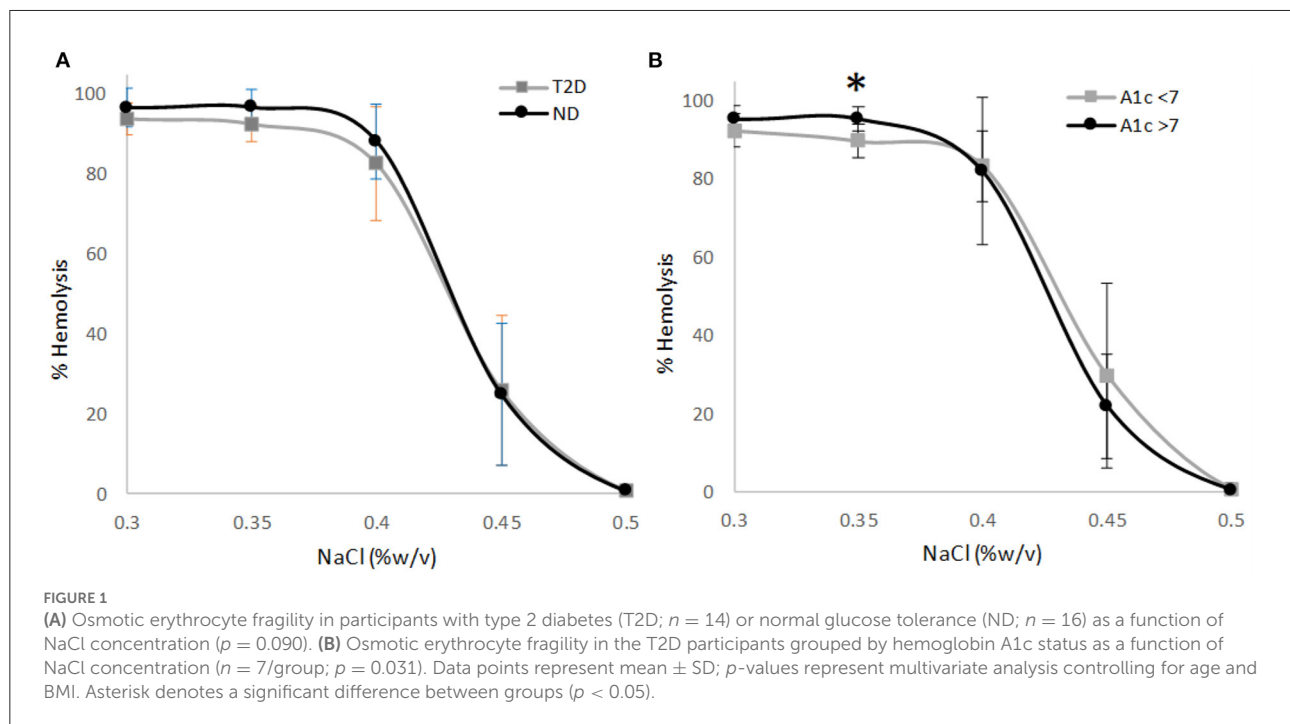 A
T2D
ND
100
80
60
40
20
0
% Hemolysis
0.3 0.35 0.4 0.45 0.5
NaCl (%w/v)
B
*
A1c <7
A1c >7
100
80
60
40
20
0
% Hemolysis
0.3 0.35 0.4 0.45 0.5
NaCl (%w/v)
FIGURE 1
(A) Osmotic erythrocyte fragility in participants with type 2 diabetes (T2D; n = 14) or normal glucose tolerance (ND; n = 16) as a function of
NaCl concentration (p = 0.090). (B) Osmotic erythrocyte fragility in the T2D participants grouped by hemoglobin A1c status as a function of
NaCl concentration (n = 7/group; p = 0.031). Data points represent mean ± SD; p-values represent multivariate analysis controlling for age and
BMI. Asterisk denotes a significant difference between groups (p < 0.05).